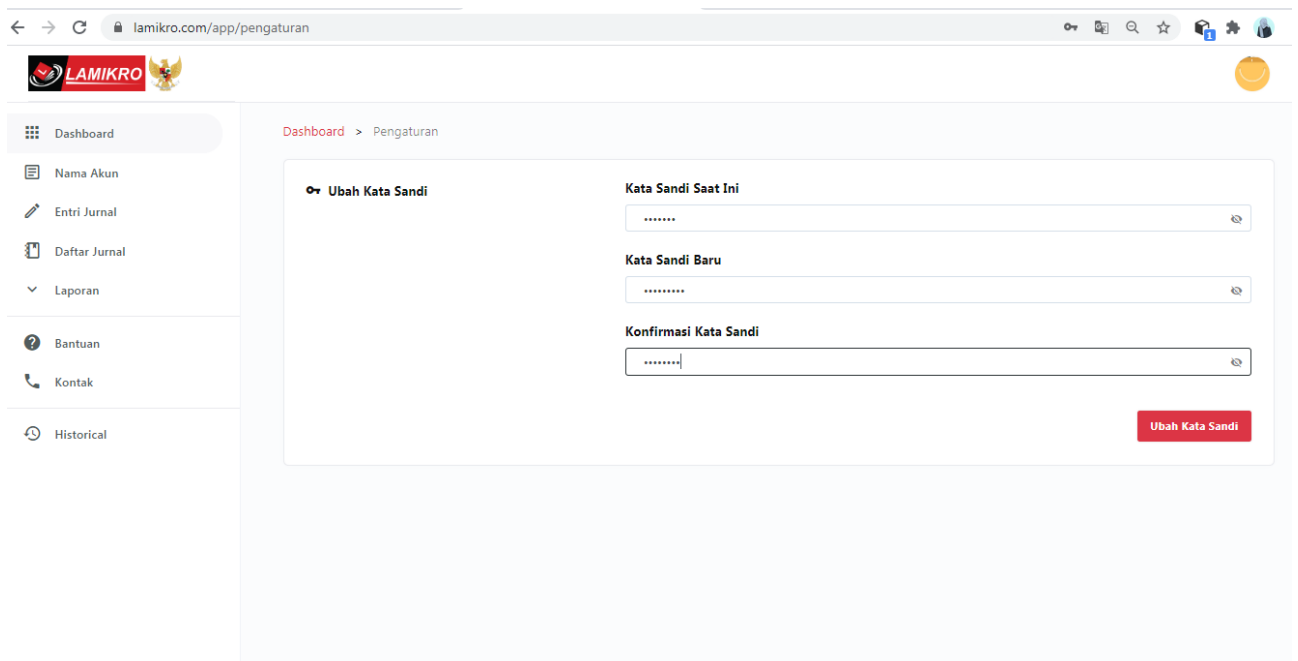 lamikro.com/app/pengaturan
1
LAMIKRO
Dashboard
Nama Akun
Entri Jurnal
Daftar Jurnal
Laporan
Bantuan
Kontak
Historical
Dashboard > Pengaturan
Ubah Kata Sandi
Kata Sandi Saat Ini
•••••••
Kata Sandi Baru
•••••••••
Konfirmasi Kata Sandi
••••••••
Ubah Kata Sandi